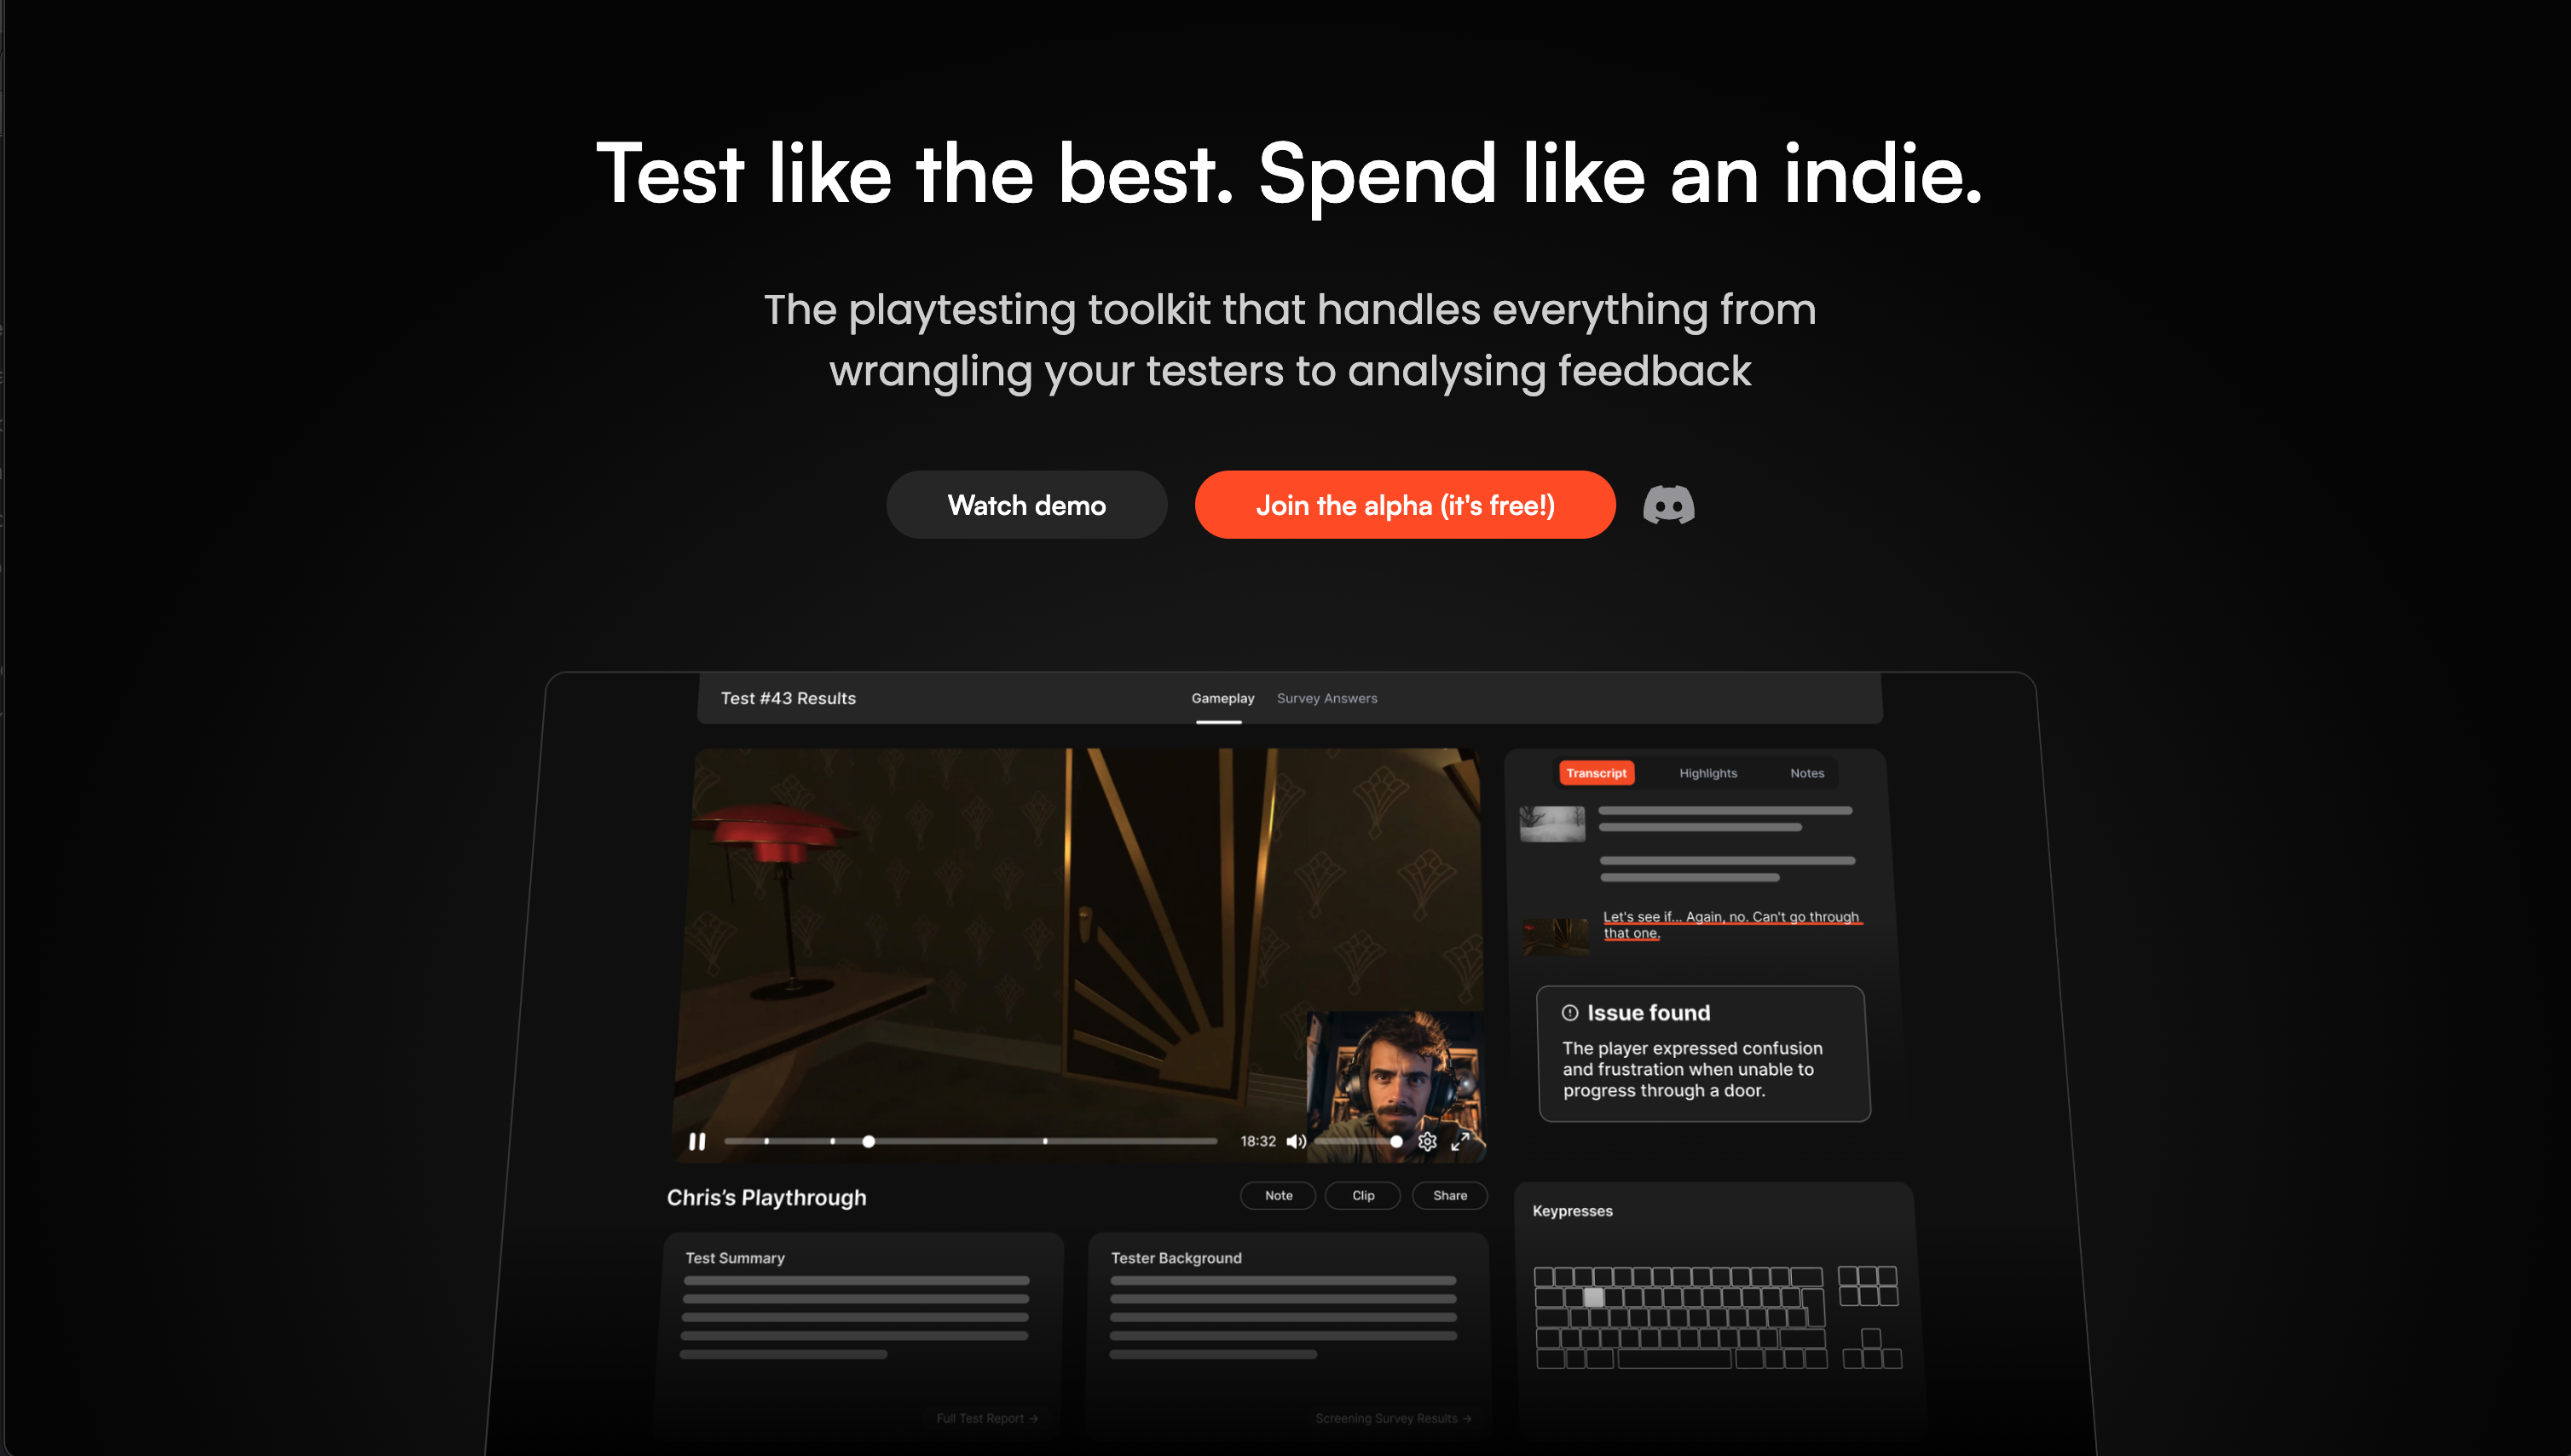 Test like the best. Spend like an indie.
The playtesting toolkit that handles everything from
wrangling your testers to analysing feedback
Watch demo
Join the alpha (it's free!)
Test #43 Results
Gameplay
Survey Answers
Transcript
Highlights
Notes
Let's see if... Again, no. Can't go through
that one.
Issue found
The player expressed confusion
and frustration when unable to
progress through a door.
18:32
Chris's Playthrough
Note
Clip
Share
Keypresses
Test Summary
Tester Background
Full Test Report →
Screening Survey Results →